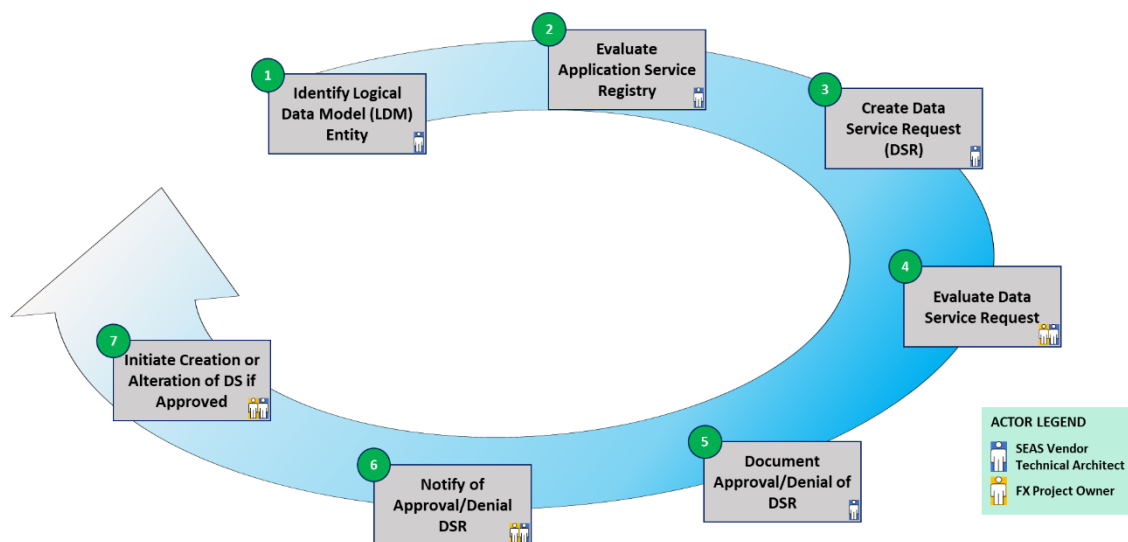 1
Identify Logical
Data Model (LDM)
Entity
2
Evaluate
Application Service
Registry
3
Create Data
Service Request
(DSR)
4
Evaluate Data
Service Request
5
Document
Approval/Denial of
DSR
6
Notify of
Approval/Denial
DSR
7
Initiate Creation or
Alteration of DS if
Approved
ACTOR LEGEND
SEAS Vendor
Technical Architect
FX Project Owner